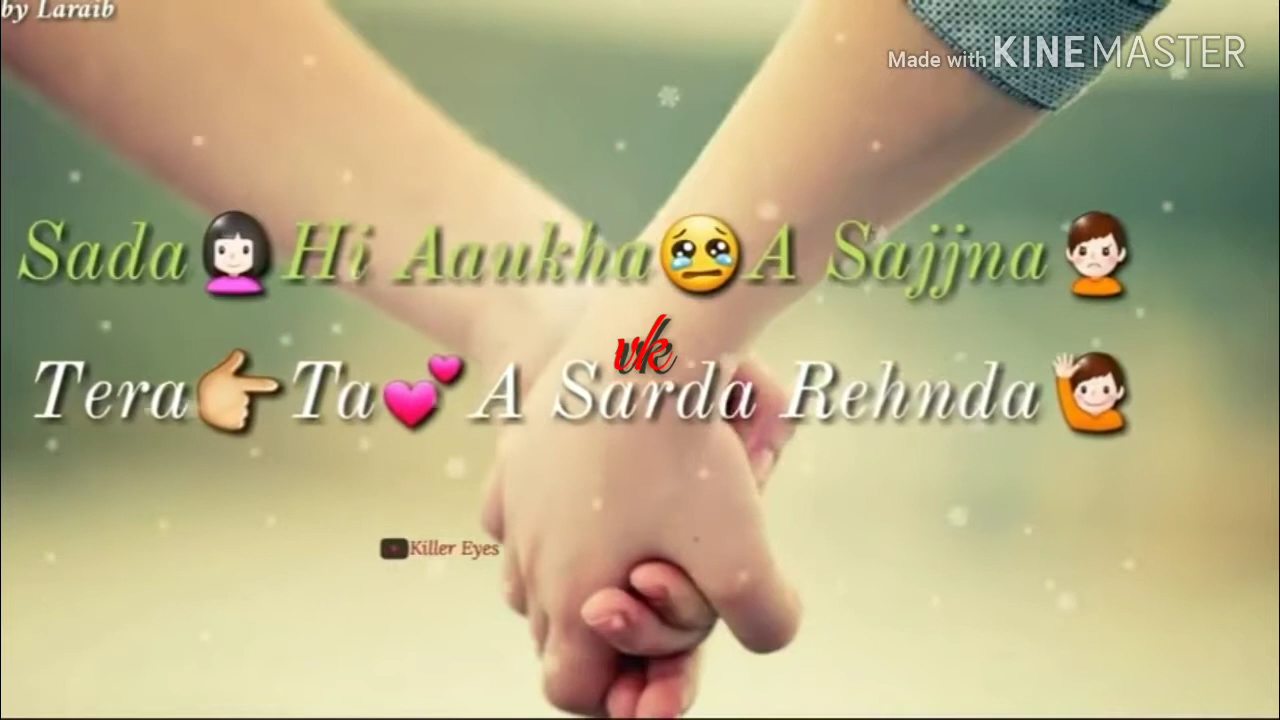 by Laraib
Made with KINEMASTER
Sada👩🏻Hi Aaukha😢A Sajjna🙍🏻‍♂️
vk
Tera👉🏼Ta💕A Sarda Rehnda🙋🏻‍♂️
Killer Eyes